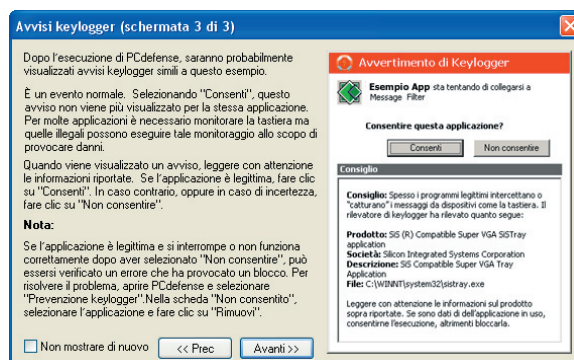 Avvisi keylogger (schermata 3 di 3)
Dopo l'esecuzione di PCdefense, saranno probabilmente
visualizzati avvisi keylogger simili a questo esempio.
È un evento normale. Selezionando "Consenti", questo
avviso non viene più visualizzato per la stessa applicazione.
Per molte applicazioni è necessario monitorare la tastiera ma
quelle illegali possono eseguire tale monitoraggio allo scopo di
provocare danni.
Quando viene visualizzato un avviso, leggere con attenzione
le informazioni riportate. Se l'applicazione è legittima, fare clic
su "Consenti". In caso contrario, oppure in caso di incertezza,
fare clic su "Non consentire".
Nota:
Se l'applicazione è legittima e si interrompe o non funziona
correttamente dopo aver selezionato "Non consentire", può
essersi verificato un errore che ha provocato un blocco. Per
risolvere il problema, aprire PCdefense e selezionare
"Prevenzione keylogger".Nella scheda "Non consentito",
selezionare l'applicazione e fare clic su "Rimuovi".
Non mostrare di nuovo
<< Prec
Avanti >>
Avvertimento di Keylogger
Esempio App sta tentando di collegarsi a
Message Filter
Consentire questa applicazione?
Consenti
Non consentire
Consiglio
Consiglio: Spesso i programmi legittimi intercettano o
"catturano" i messaggi da dispositivi come la tastiera. Il
rilevatore di keylogger ha rilevato quanto segue:
Prodotto: SiS (R) Compatible Super VGA SiSTray
application
Società: Silicon Integrated Systems Corporation
Descrizione: SiS Compatible Super VGA Tray
Application
File: C:\WINNT\system32\sistray.exe
Leggere con attenzione le informazioni sul prodotto
sopra riportate. Se sono dati di dell'applicazione in uso,
consentirne l'esecuzione, altrimenti bloccarla.